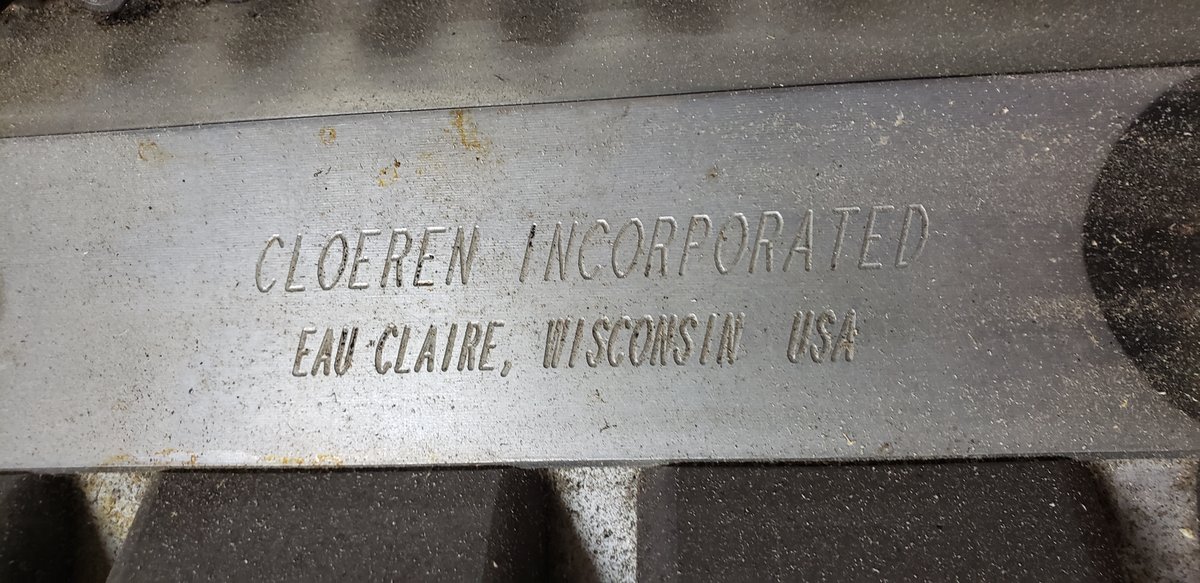 CLOEREN INCORPORATED
EAU CLAIRE, WISCONSIN USA